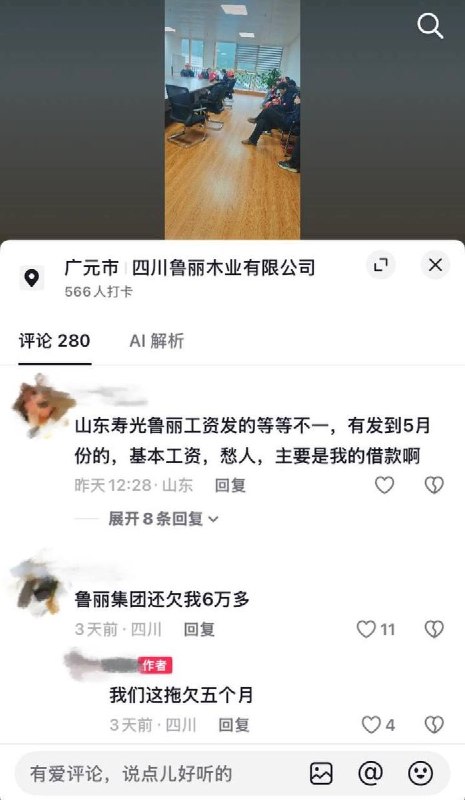 广元市 | 四川鲁丽木业有限公司
566人打卡
评论 280 AI 解析
山东寿光鲁丽工资发的等等不一，有发到5月
份的，基本工资，愁人，主要是我的借款啊
昨天12:28 · 山东 回复
展开8条回复
鲁丽集团还欠我6万多
3天前 · 四川 回复 11
作者
我们这拖欠五个月
3天前 · 四川 回复 4
有爱评论，说点儿好听的 @